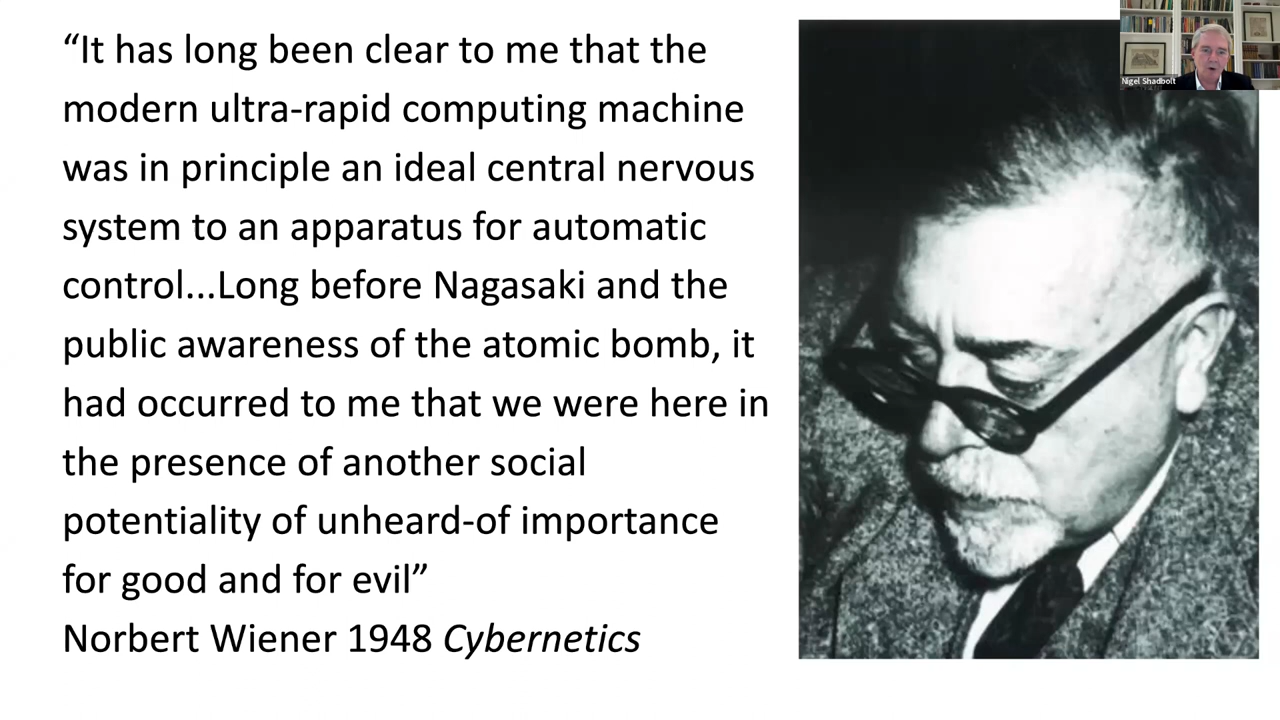 “It has long been clear to me that the
modern ultra-rapid computing machine
was in principle an ideal central nervous
system to an apparatus for automatic
control...Long before Nagasaki and the
public awareness of the atomic bomb, it
had occurred to me that we were here in
the presence of another social
potentiality of unheard-of importance
for good and for evil”
Norbert Wiener 1948 Cybernetics
Nigel Shadbolt